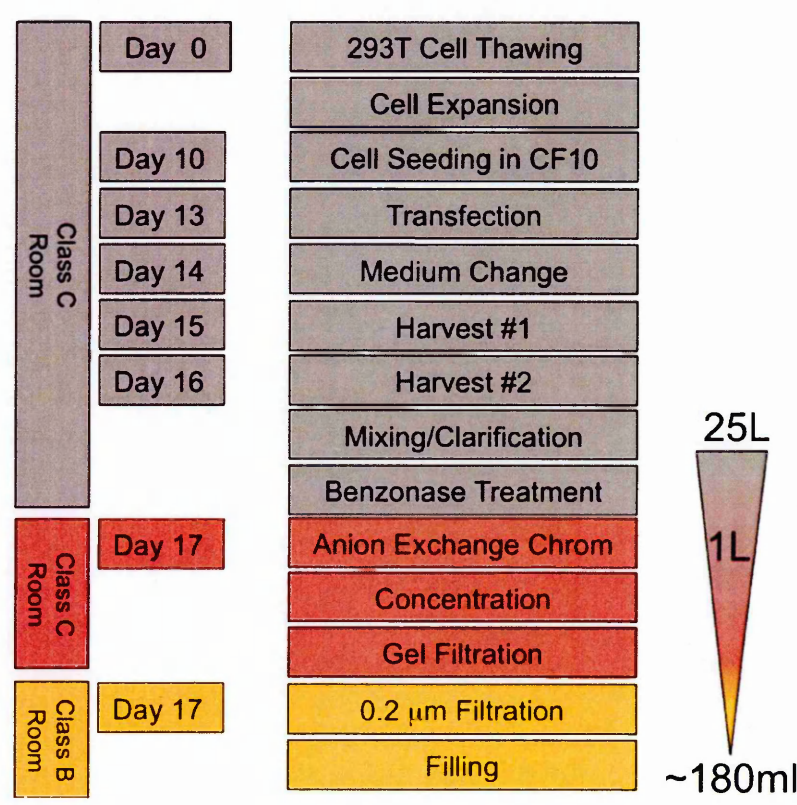 Day 0
293T Cell Thawing
Cell Expansion
Day 10
Cell Seeding in CF10
Day 13
Transfection
Class C
Room
Day 14
Medium Change
Day 15
Harvest #1
Day 16
Harvest #2
Mixing/Clarification
25L
Benzonase Treatment
Class C
Room
Day 17
Anion Exchange Chrom
1L
Concentration
Gel Filtration
Class B
Room
Day 17
0.2 μm Filtration
Filling
~180ml